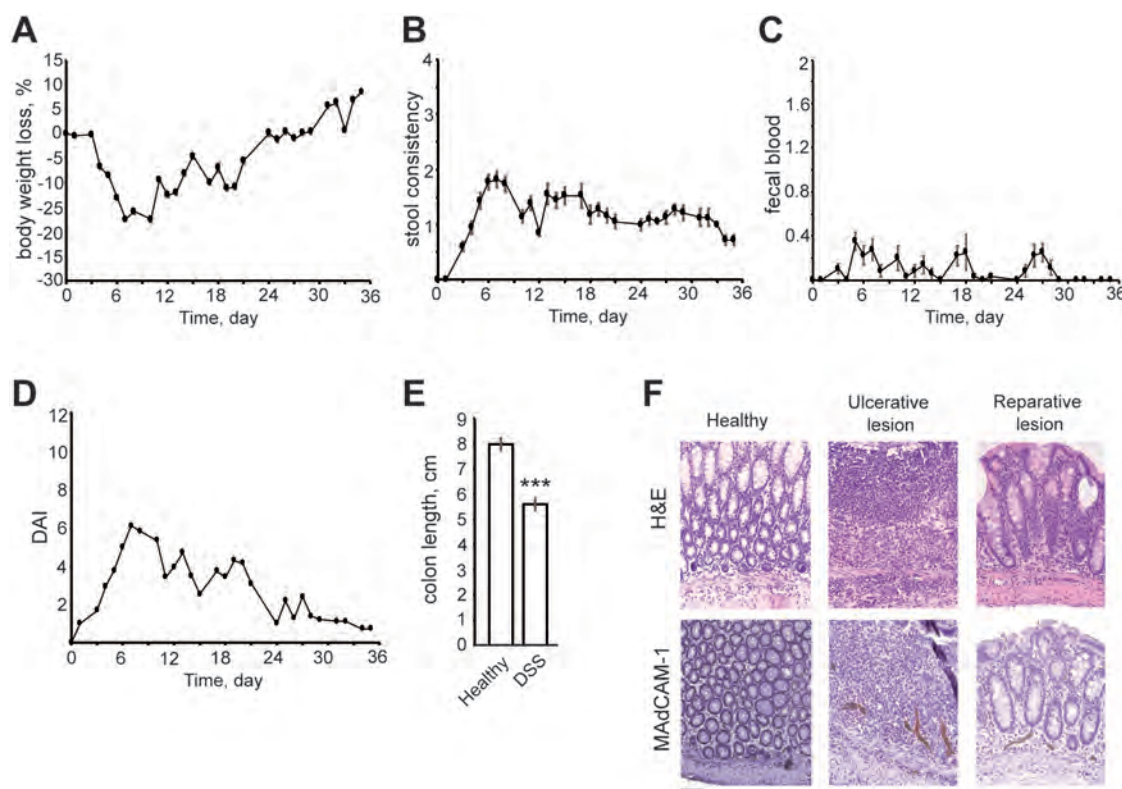 A
body weight loss, %
15
10
5
0
-5
-10
-15
-20
-25
-20
-15
-30
0 6 12 18 24 30 36
Time, day
B
stool consistency
4
3
2
1
0
0 6 12 18 24 30 36
Time, day
C
fecal blood
2
1.6
1.2
0.8
0.4
0 6 12 18 24 30 36
Time, day
D
DAI
12
10
8
6
4
2
0 6 12 18 24 30 36
Time, day
E
colon length, cm
9
8
7
6
5
4
3
2
1
0
***
Healthy
DSS
F
Healthy
Ulcerative
lesion
Reparative
lesion
H&E
MAdCAM-1